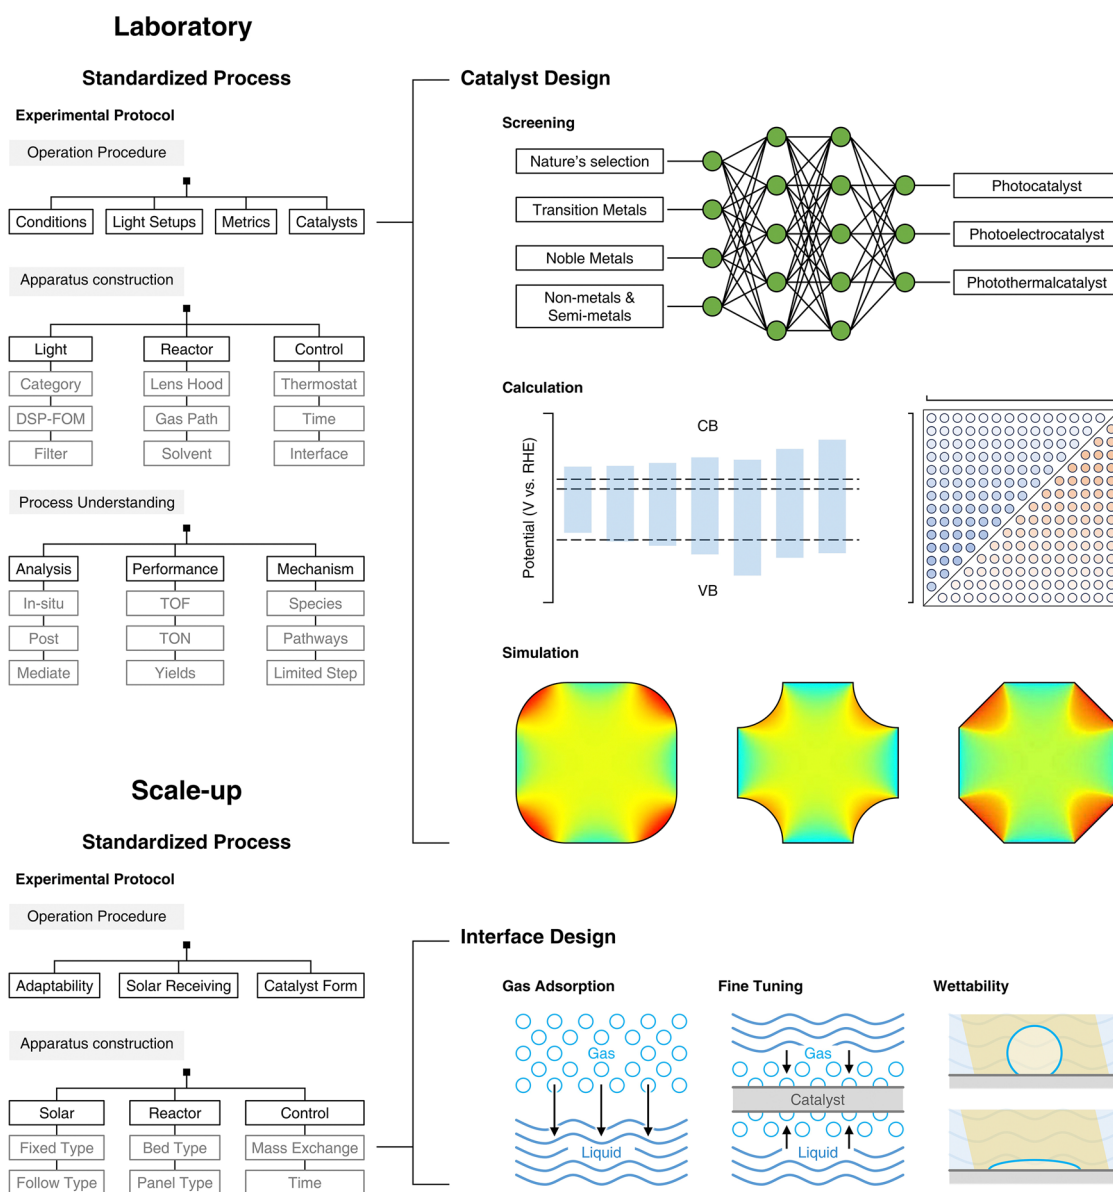 Laboratory
Standardized Process
Experimental Protocol
Operation Procedure
Conditions
Light Setups
Metrics
Catalysts
Apparatus construction
Light
Reactor
Control
Category
Lens Hood
Thermostat
DSP-FOM
Gas Path
Time
Filter
Solvent
Interface
Process Understanding
Analysis
Performance
Mechanism
In-situ
TOF
Species
Post
TON
Pathways
Mediate
Yields
Limited Step
Catalyst Design
Screening
Nature's selection
Transition Metals
Noble Metals
Non-metals &
Semi-metals
Photocatalyst
Photoelectrocatalyst
Photothermalcatalyst
Calculation
Potential (V vs. RHE)
CB
VB
Simulation
Scale-up
Standardized Process
Experimental Protocol
Operation Procedure
Adaptability
Solar Receiving
Catalyst Form
Apparatus construction
Solar
Reactor
Control
Fixed Type
Bed Type
Mass Exchange
Follow Type
Panel Type
Time
Interface Design
Gas Adsorption
Gas
Liquid
Fine Tuning
Gas
Catalyst
Liquid
Wettability